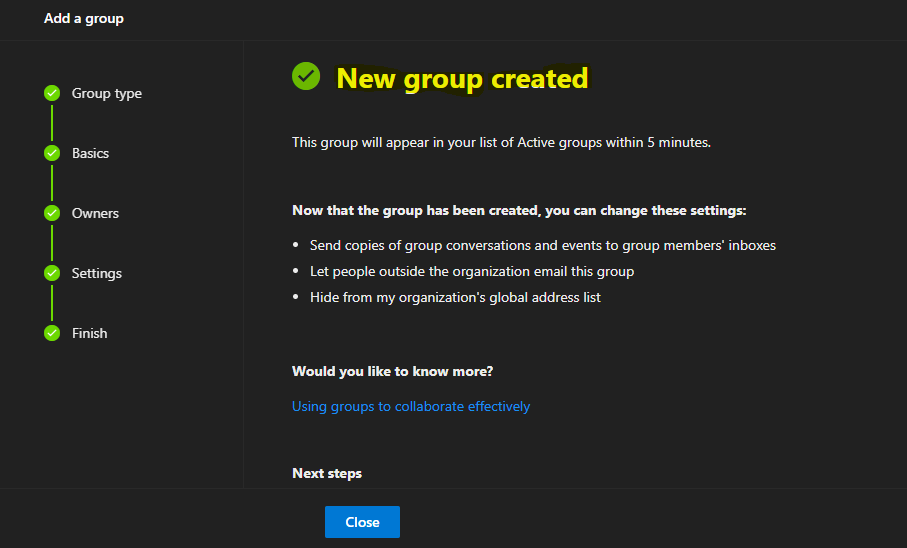 Add a group
Group type
Basics
Owners
Settings
Finish
New group created
This group will appear in your list of Active groups within 5 minutes.
Now that the group has been created, you can change these settings:
• Send copies of group conversations and events to group members' inboxes
• Let people outside the organization email this group
• Hide from my organization's global address list
Would you like to know more?
Using groups to collaborate effectively
Next steps
Close